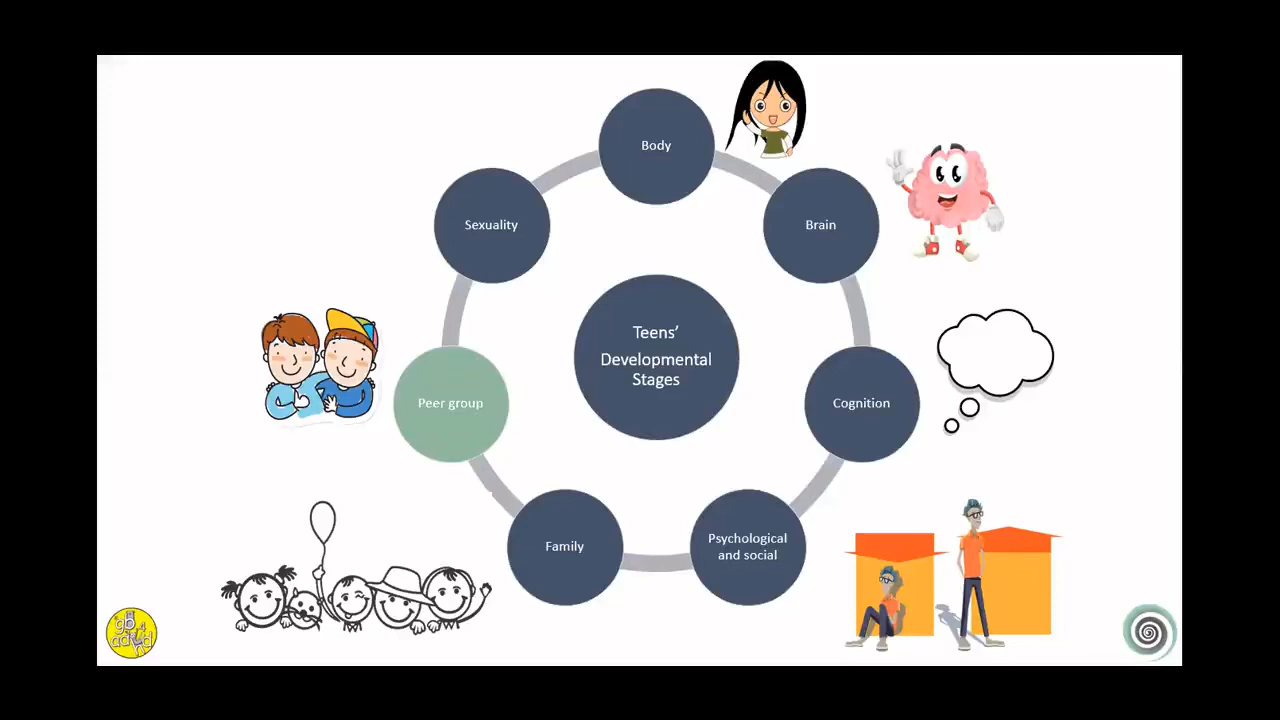 Body
Sexuality
Brain
Teens’
Developmental
Stages
Peer group
Cognition
Family
Psychological
and social